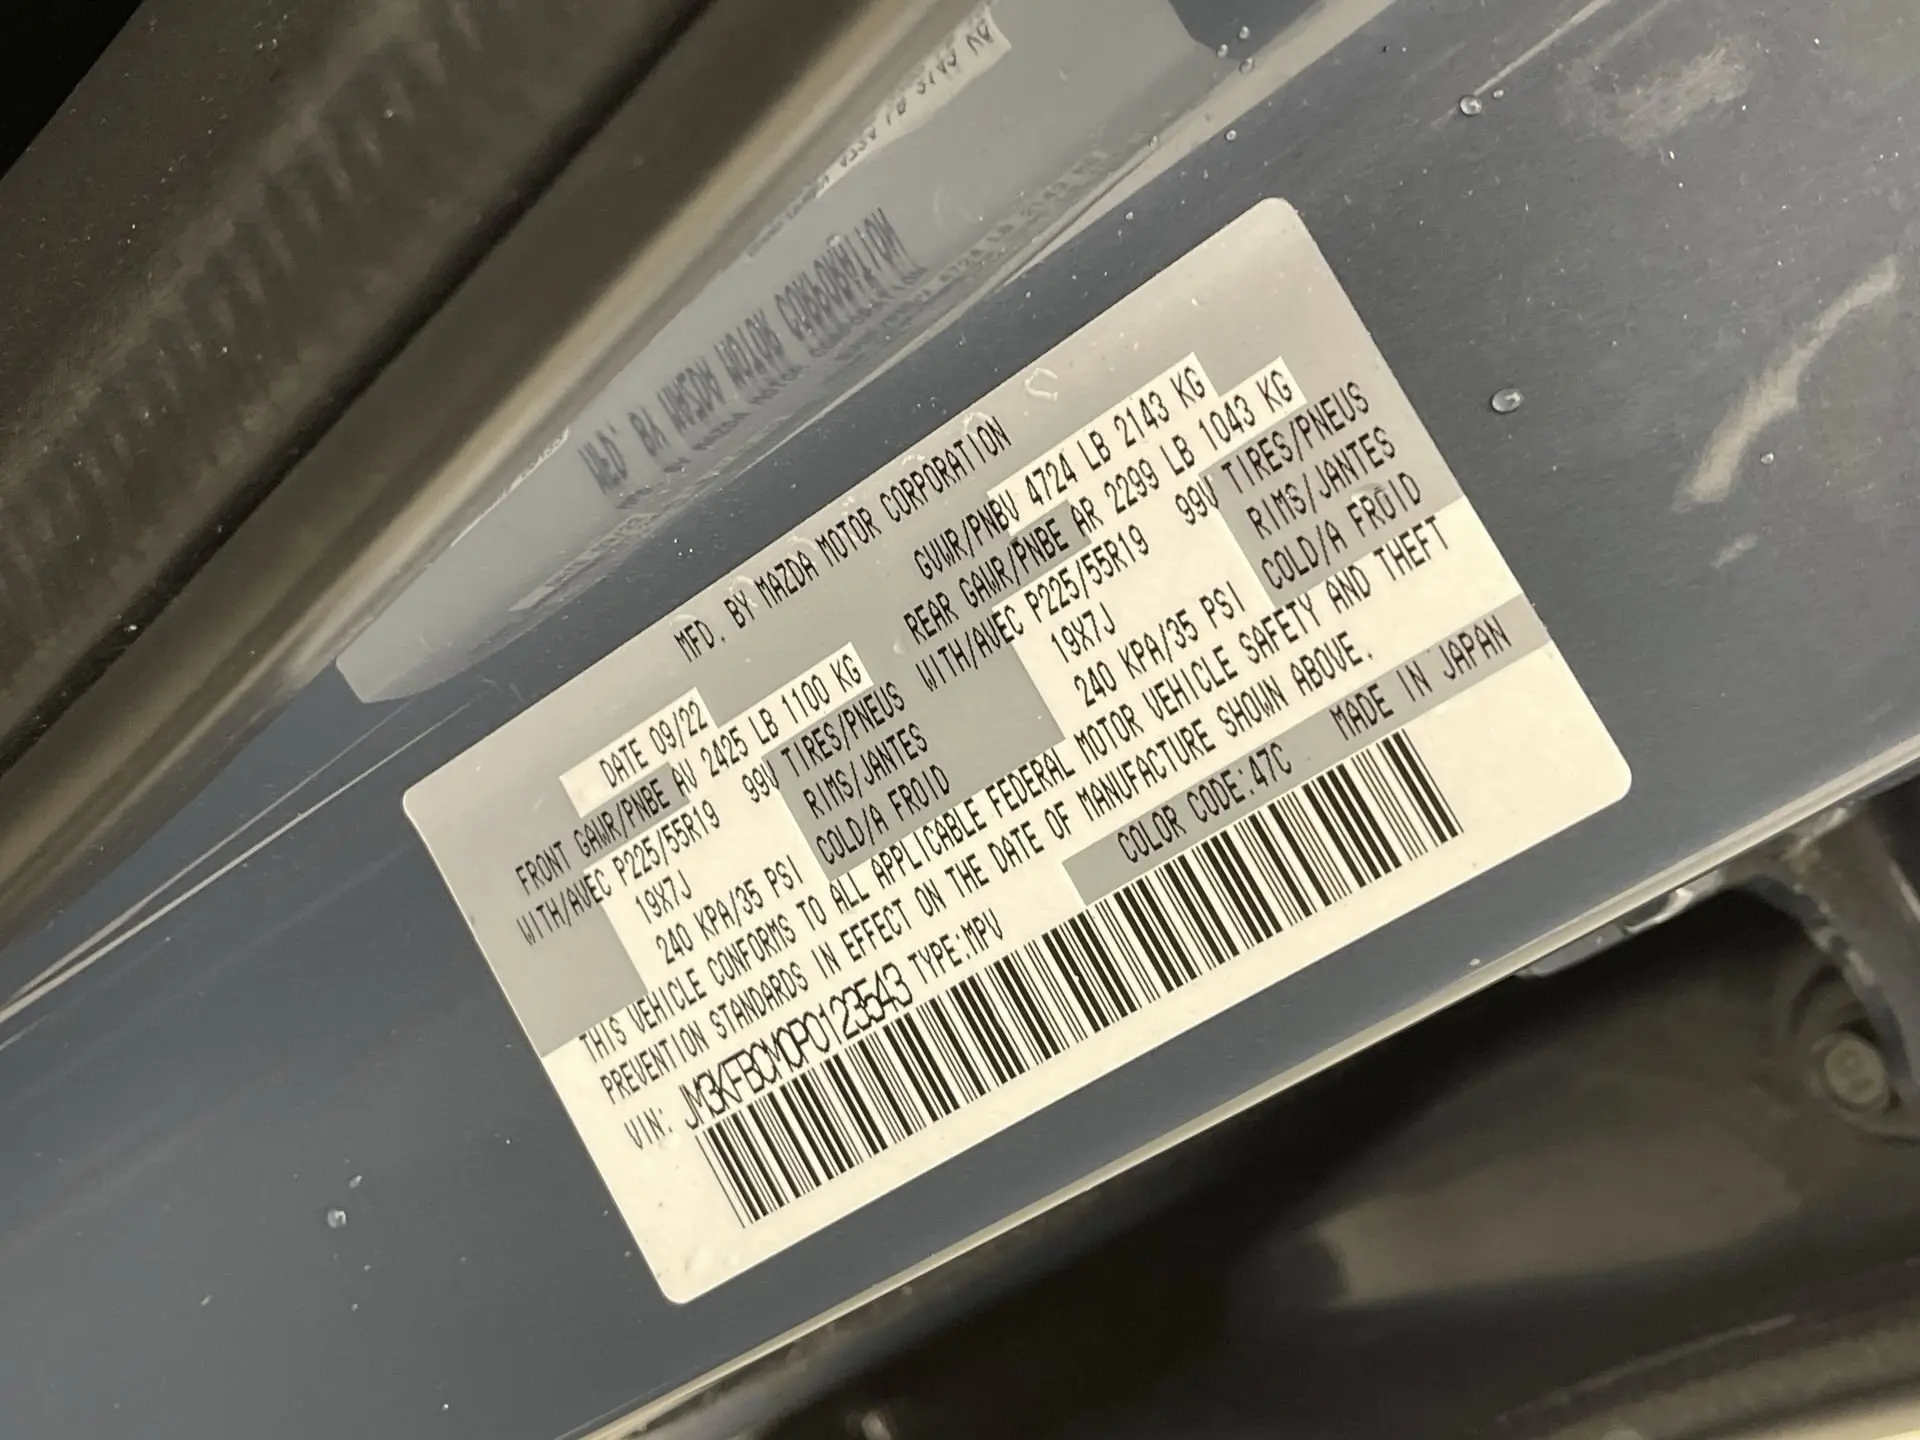 MFD. BY MAZDA MOTOR CORPORATION
DATE 09/22 GVWR/PNBV 4724 LB 2143 KG
FRONT GAWR/PNBE AV 2425 LB 1100 KG REAR GAWR/PNBE AR 2299 LB 1043 KG
WITH/AVEC P225/55R19 99V TIRES/PNEUS WITH/AVEC P225/55R19 99V TIRES/PNEUS
19X7J RIMS/JANTES 19X7J RIMS/JANTES
240 KPA/35 PSI COLD/A FROID 240 KPA/35 PSI COLD/A FROID
THIS VEHICLE CONFORMS TO ALL APPLICABLE FEDERAL MOTOR VEHICLE SAFETY AND THEFT
PREVENTION STANDARDS IN EFFECT ON THE DATE OF MANUFACTURE SHOWN ABOVE.
VIN: JM3KFBCM0P0123543 TYPE:MPV COLOR CODE:47C MADE IN JAPAN